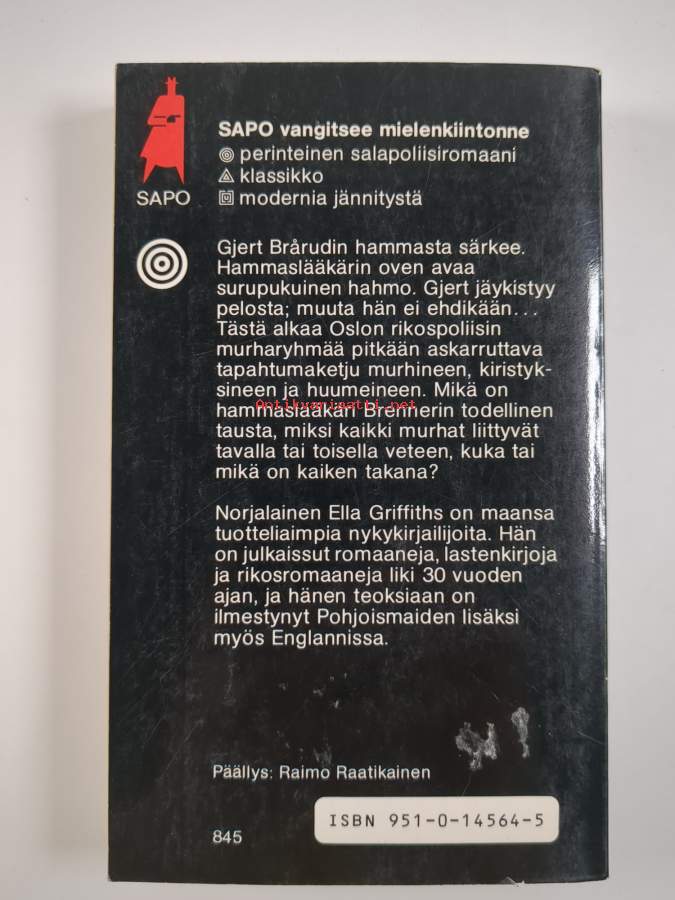 SAPO vangitsee mielenkiintonne
perinteinen salapoliisiromaani
klassikko
modernia jännitystä
SAPO
Gjert Brårudin hammasta särkee.
Hammaslääkärin oven avaa
surupukuinen hahmo. Gjert jäykistyy
pelosta; muuta hän ei ehdikään...
Tästä alkaa Oslon rikospoliisin
murharyhmää pitkään askarruttava
tapahtumaketju murhineen, kiristyk-
sineen ja huumeineen. Mikä on
Antikvariaatti.net
hammaslääkäri Brennerin todellinen
tausta, miksi kaikki murhat liittyvät
tavalla tai toisella veteen, kuka tai
mikä on kaiken takana?
Norjalainen Ella Griffiths on maansa
tuotteliaimpia nykykirjailijoita. Hän
on julkaissut romaaneja, lastenkirjoja
ja rikosromaaneja liki 30 vuoden
ajan, ja hänen teoksiaan on
ilmestynyt Pohjoismaiden lisäksi
myös Englannissa.
Päällys: Raimo Raatikainen
ISBN 951-0-14564-5
845